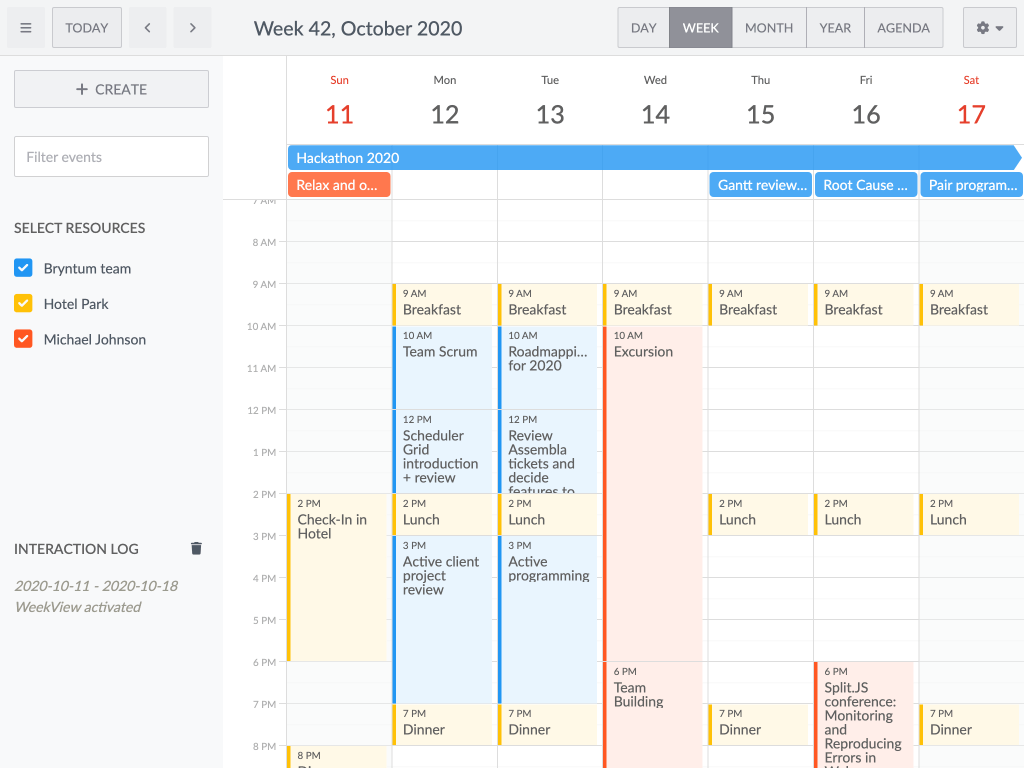 TODAY
Week 42, October 2020
DAY
WEEK
MONTH
YEAR
AGENDA
+ CREATE
Filter events
SELECT RESOURCES
Bryntum team
Hotel Park
Michael Johnson
INTERACTION LOG
2020-10-11 - 2020-10-18
WeekView activated
Sun
11
Mon
12
Tue
13
Wed
14
Thu
15
Fri
16
Sat
17
Hackathon 2020
Relax and o...
Gantt review...
Root Cause ...
Pair program...
7 AM
8 AM
9 AM
10 AM
11 AM
12 PM
1 PM
2 PM
3 PM
4 PM
5 PM
6 PM
7 PM
8 PM
2 PM
Check-In in
Hotel
8 PM
9 AM
Breakfast
10 AM
Team Scrum
12 PM
Scheduler
Grid
introduction
+ review
2 PM
Lunch
3 PM
Active client
project
review
7 PM
Dinner
9 AM
Breakfast
10 AM
Roadmappi...
for 2020
12 PM
Review
Assembla
tickets and
decide
features to
2 PM
Lunch
3 PM
Active
programming
7 PM
Dinner
9 AM
Breakfast
10 AM
Excursion
6 PM
Team
Building
9 AM
Breakfast
2 PM
Lunch
7 PM
Dinner
9 AM
Breakfast
2 PM
Lunch
6 PM
Split.JS
conference:
Monitoring
and
Reproducing
Errors in
9 AM
Breakfast
2 PM
Lunch
7 PM
Dinner